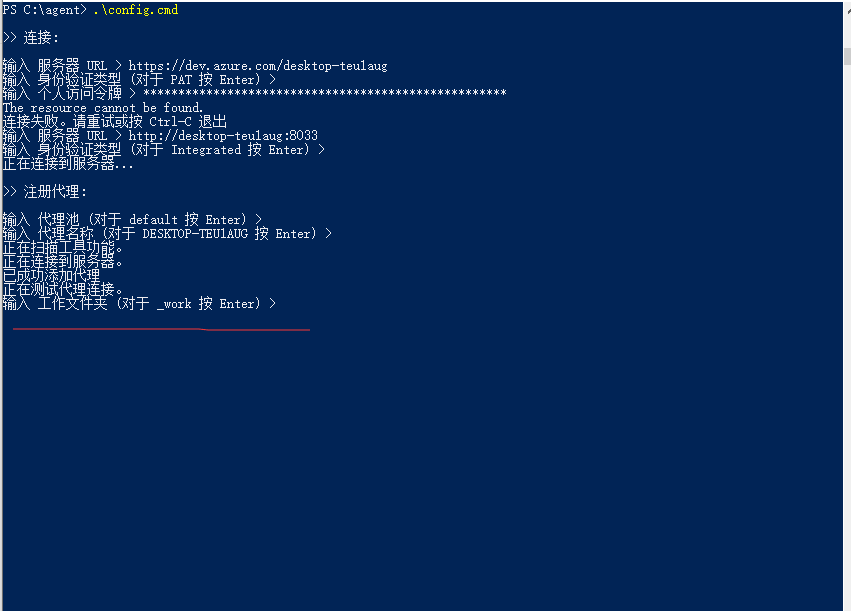 PS C:\agent> .\config.cmd
>> 连接:
输入 服务器 URL > https://dev.azure.com/desktop-teu1aug
输入 身份验证类型 (对于 PAT 按 Enter) >
输入 个人访问令牌 > ****************************************************
The resource cannot be found.
连接失败。请重试或按 Ctrl-C 退出
输入 服务器 URL > http://desktop-teu1aug:8033
输入 身份验证类型 (对于 Integrated 按 Enter) >
正在连接到服务器...
>> 注册代理:
输入 代理池 (对于 default 按 Enter) >
输入 代理名称 (对于 DESKTOP-TEU1AUG 按 Enter) >
正在扫描工具功能。
正在连接到服务器。
已成功添加代理
正在测试代理连接。
输入 工作文件夹 (对于 _work 按 Enter) >